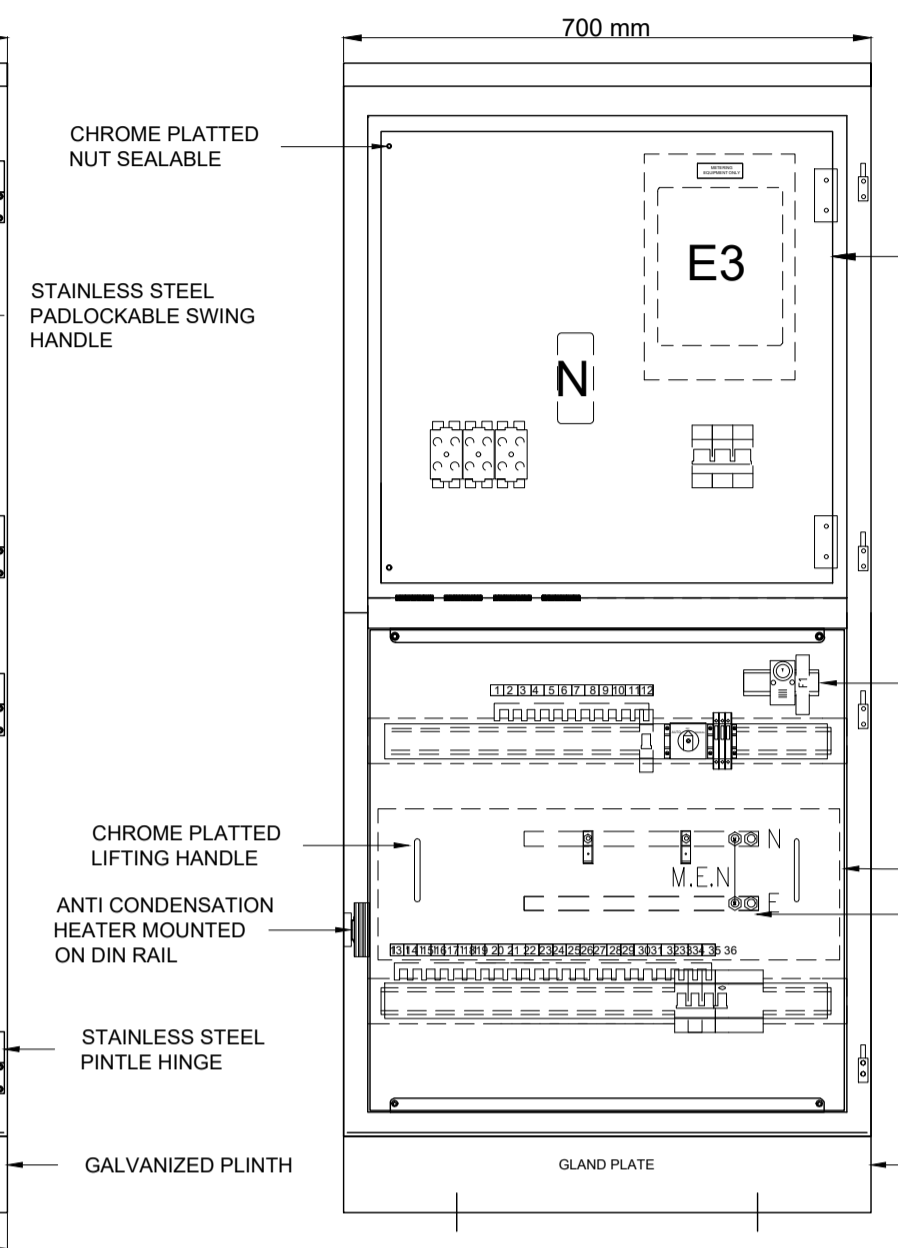 700 mm
CHROME PLATTED
NUT SEALABLE
METERING
EQUIPMENT ONLY
E3
STAINLESS STEEL
PADLOCKABLE SWING
HANDLE
N
1 2 3 4 5 6 7 8 9 10 11 12
F1
CHROME PLATTED
LIFTING HANDLE
N
M.E.N
E
ANTI CONDENSATION
HEATER MOUNTED
ON DIN RAIL
13 14 15 16 17 18 19 20 21 22 23 24 25 26 27 28 29 30 31 32 33 34 35 36
STAINLESS STEEL
PINTLE HINGE
GALVANIZED PLINTH
GLAND PLATE